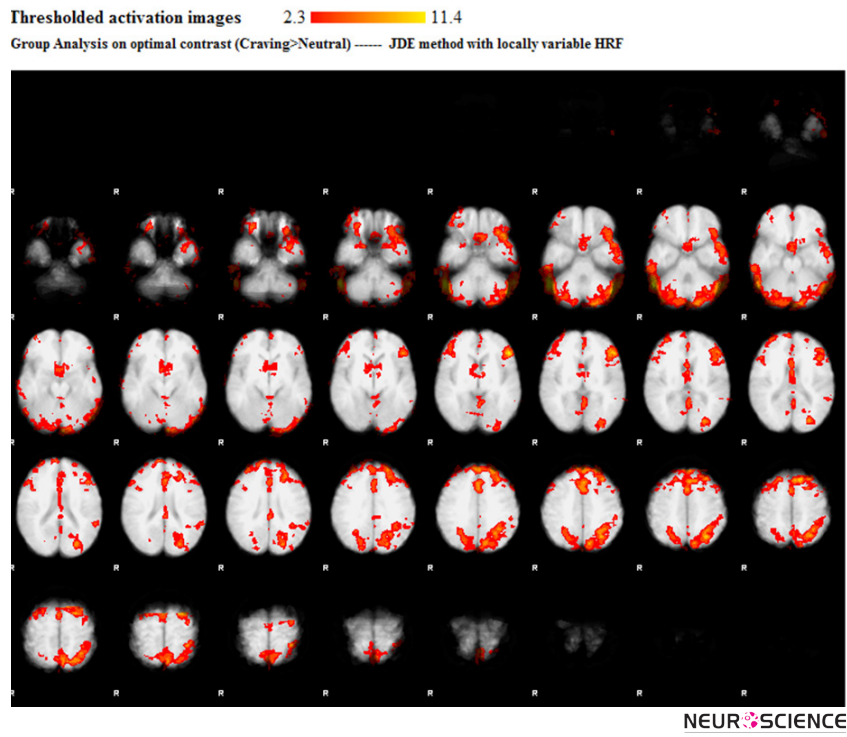 Thresholded activation images 2.3 11.4
Group Analysis on optimal contrast (Craving>Neutral) ------ JDE method with locally variable HRF
R R R R R R R R
R R R R R R R R
R R R R R R R R
R R R R R R R R
R R R R R R R R
NEUROSCIENCE